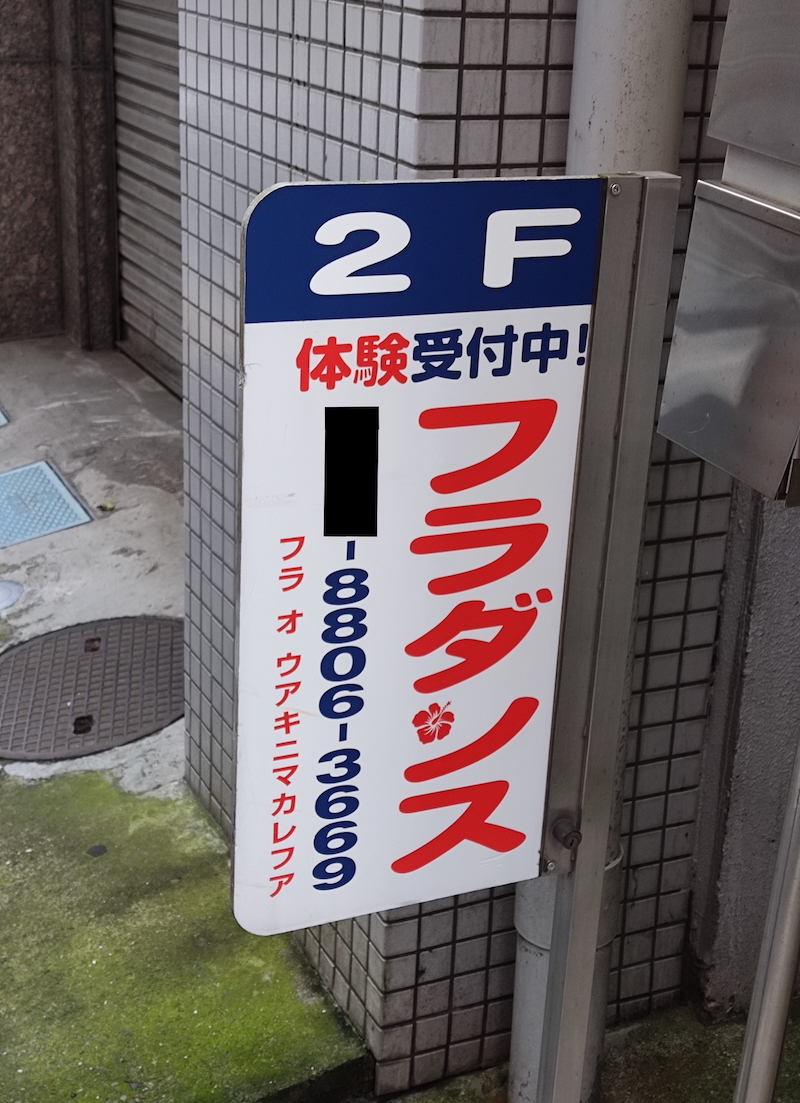 2F
体験受付中!
フラダンス
-8806-3669
フラ オ ウアキニマカレフア